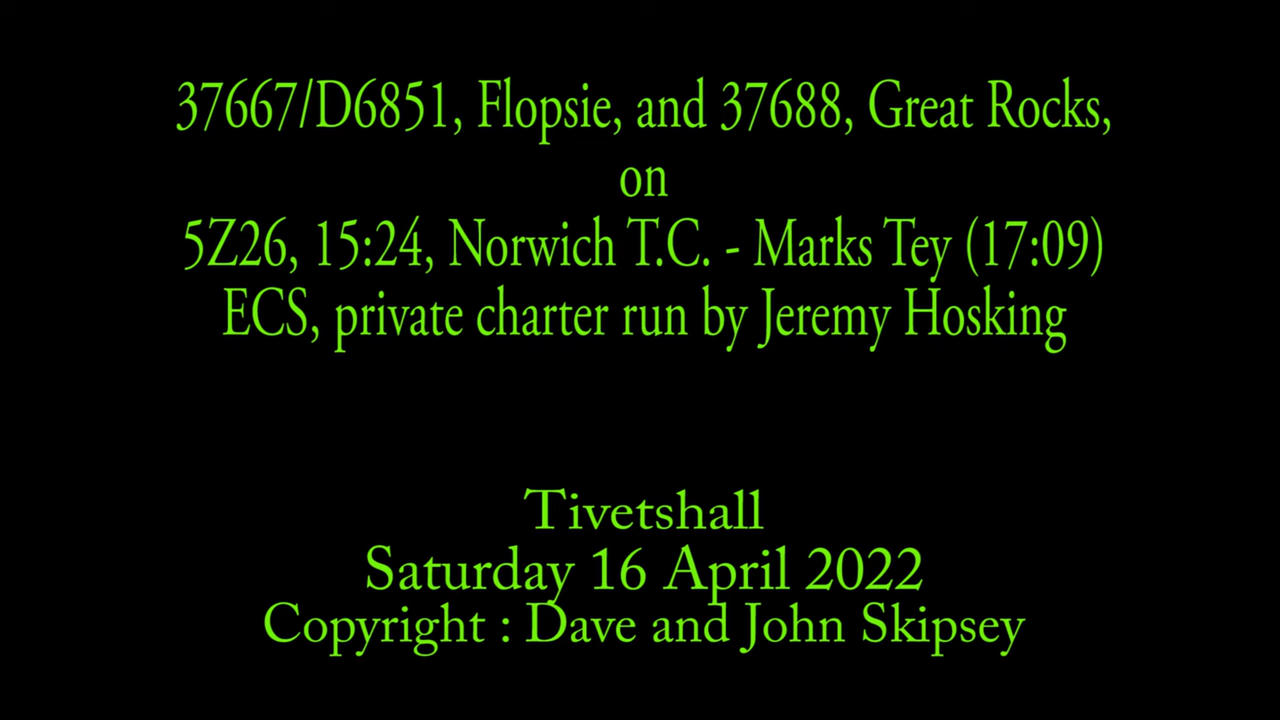 37667/D6851, Flopsie, and 37688, Great Rocks,
on
5Z26, 15:24, Norwich T.C. - Marks Tey (17:09)
ECS, private charter run by Jeremy Hosking
Tivetshall
Saturday 16 April 2022
Copyright : Dave and John Skipsey